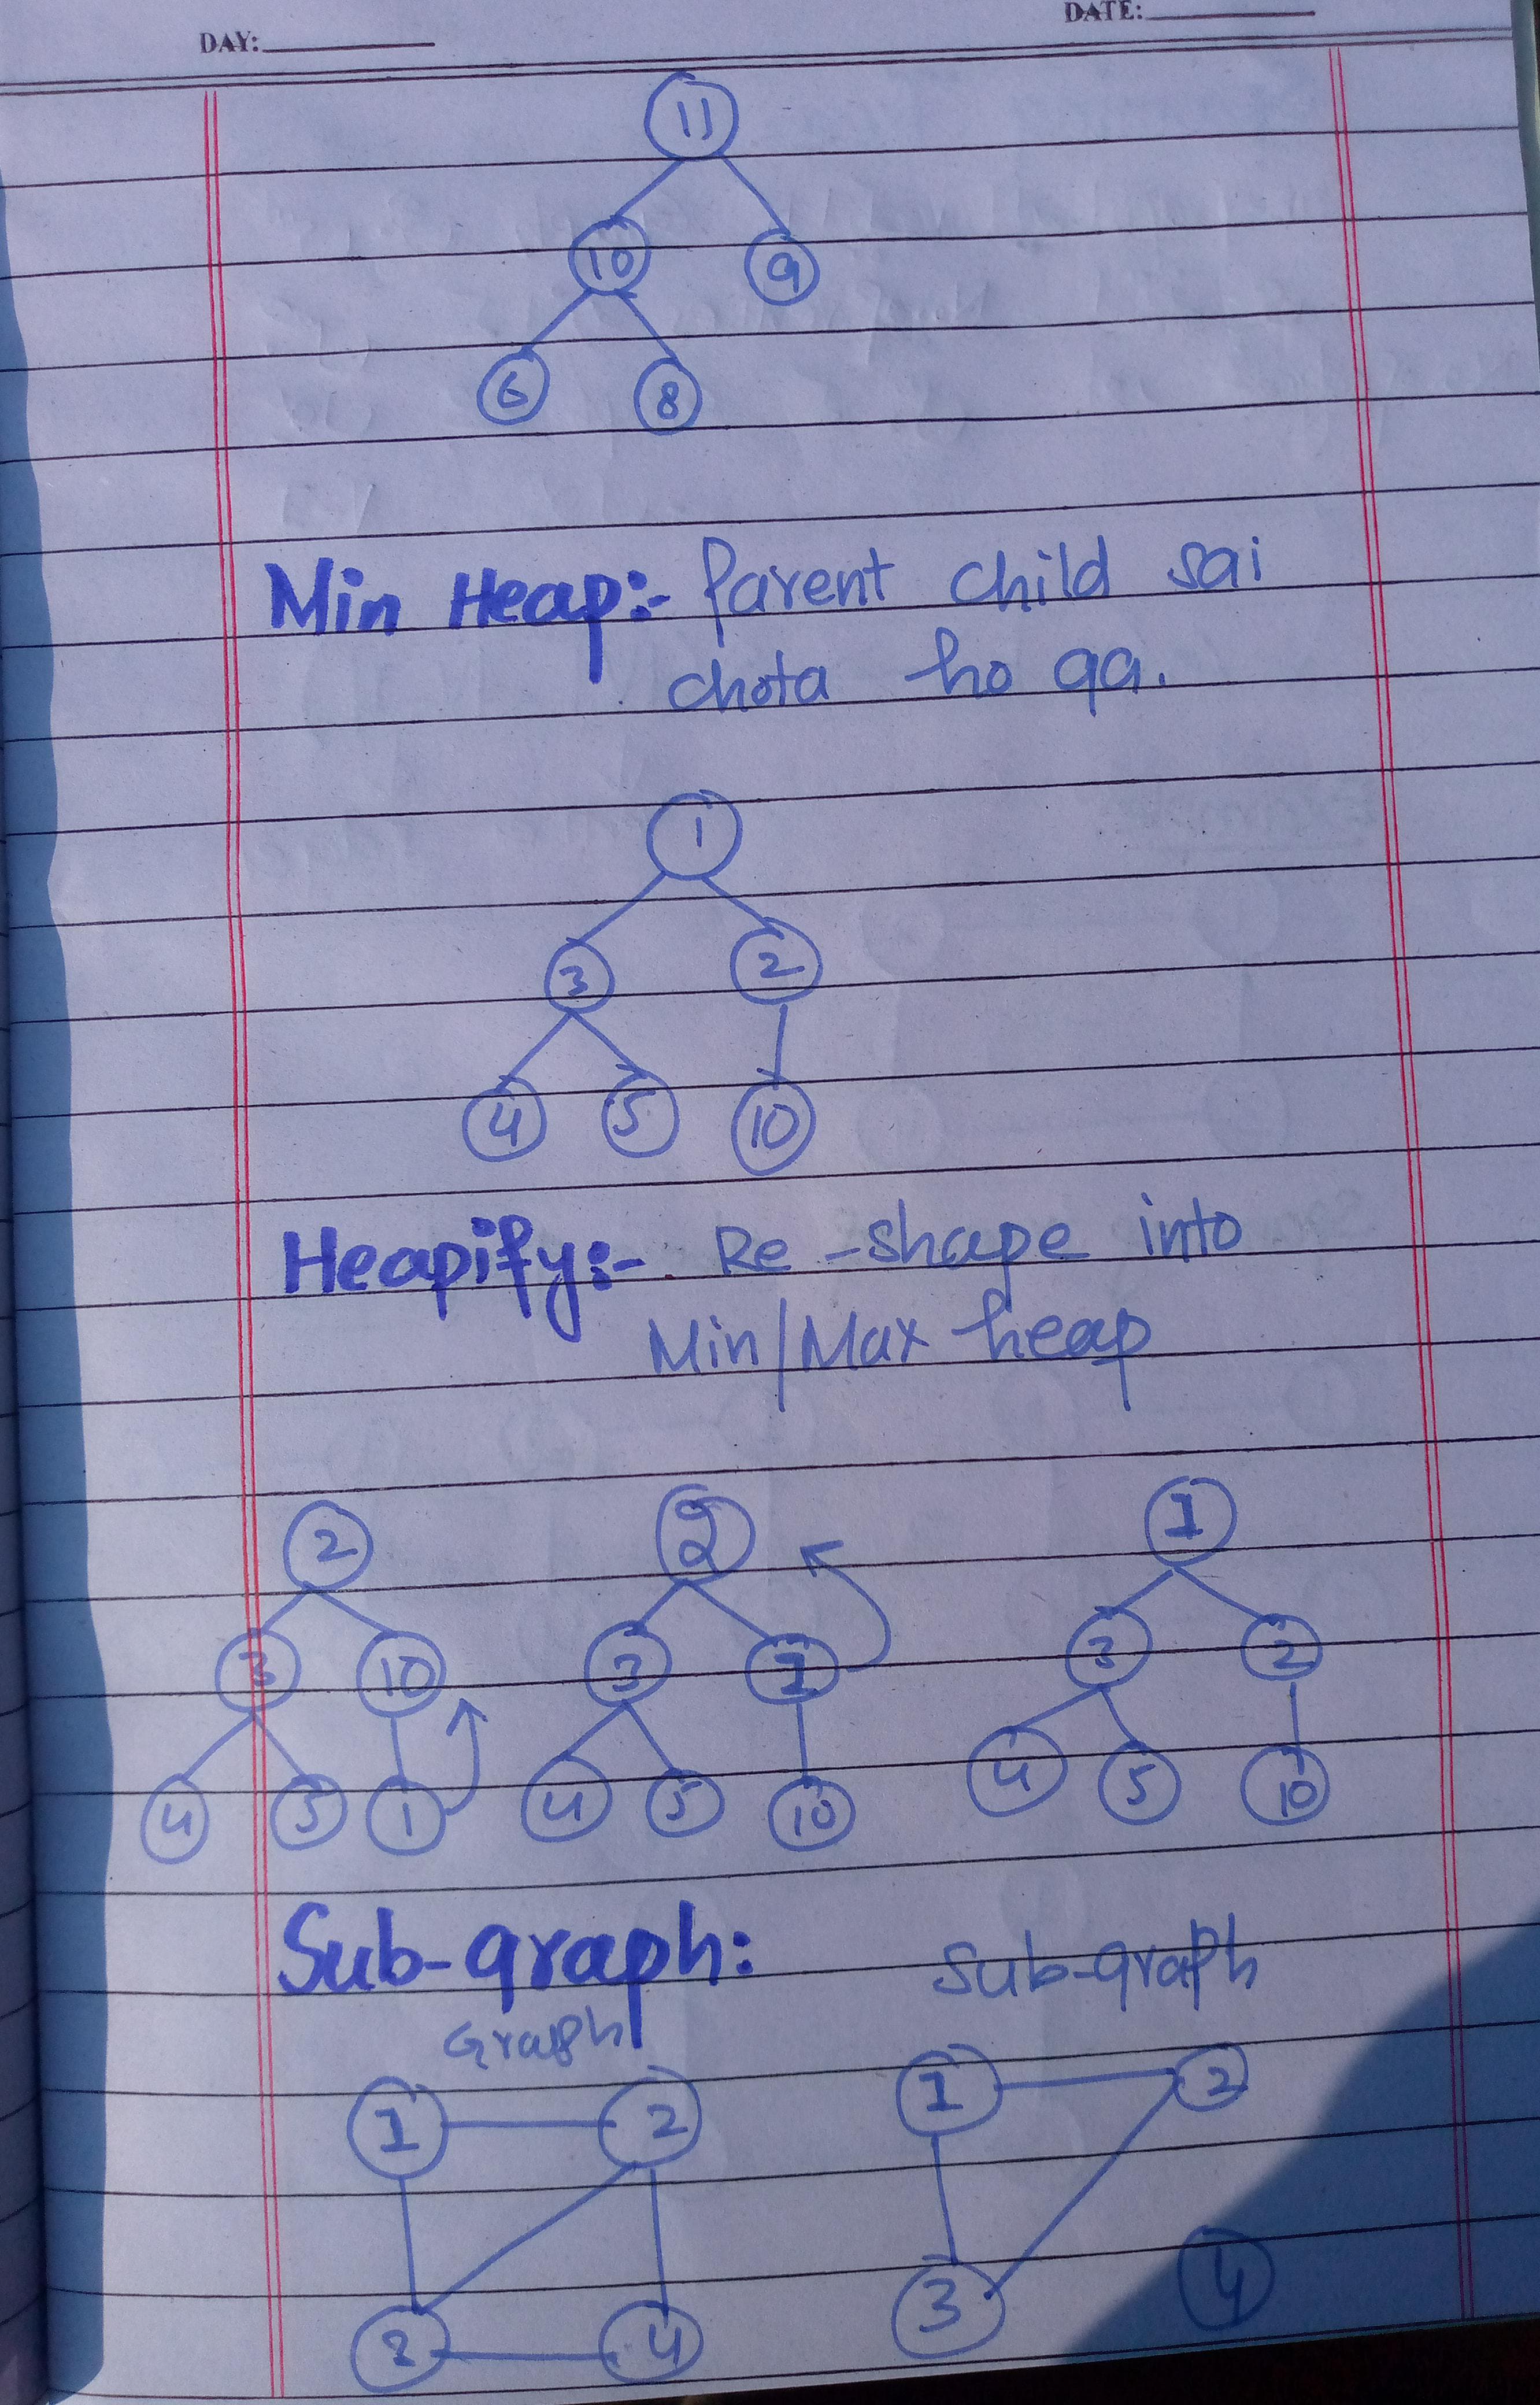 DAY: DATE:
11
10 9
6 8
Min Heap:- Parent child sai
chota ho ga.
1
3 2
4 5 10
Heapify:- Re-shape into
Min/Max heap
2 2 1
3 10 3 1 3 2
4 5 1 4 5 10 4 5 10
Sub-graph: Sub-graph
Graph
1 2 1 2
3 4 3 4